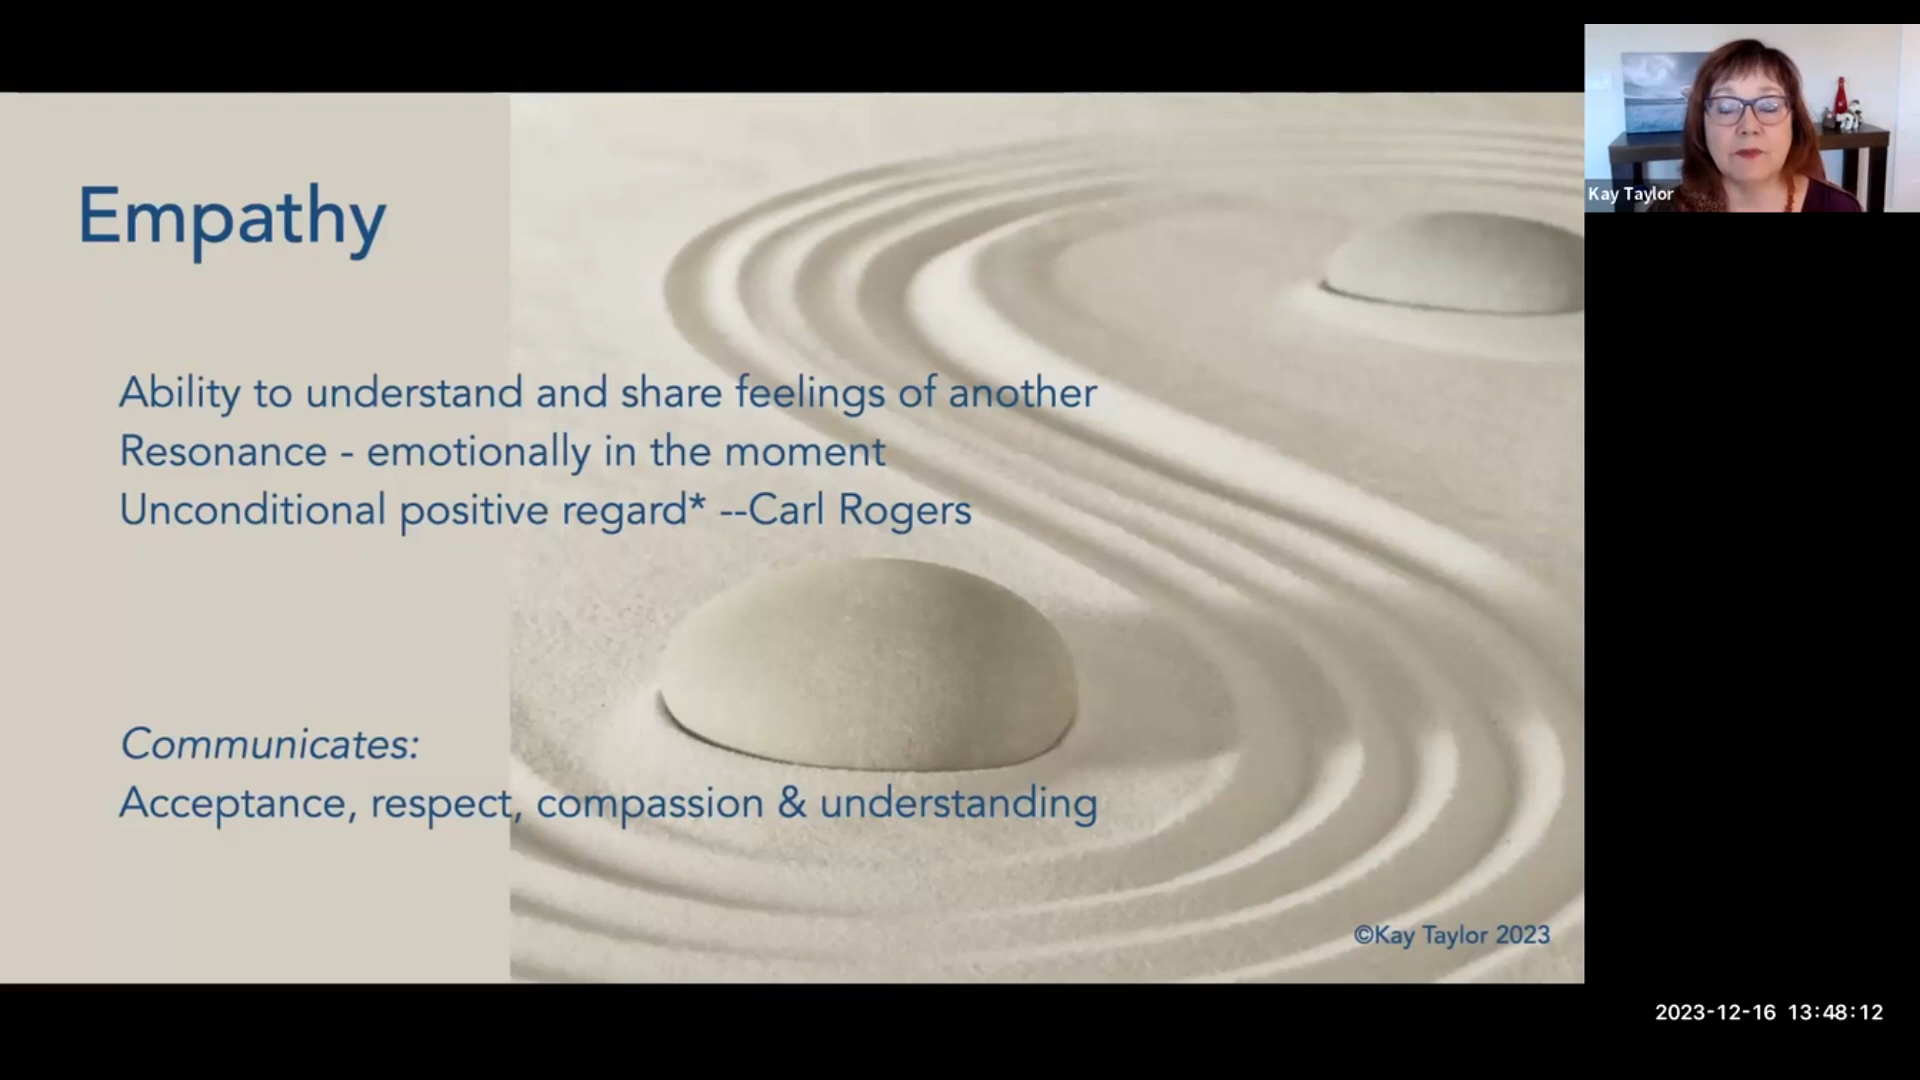 Empathy
Ability to understand and share feelings of another
Resonance - emotionally in the moment
Unconditional positive regard* --Carl Rogers
Communicates:
Acceptance, respect, compassion & understanding
©Kay Taylor 2023
Kay Taylor
2023-12-16 13:48:12